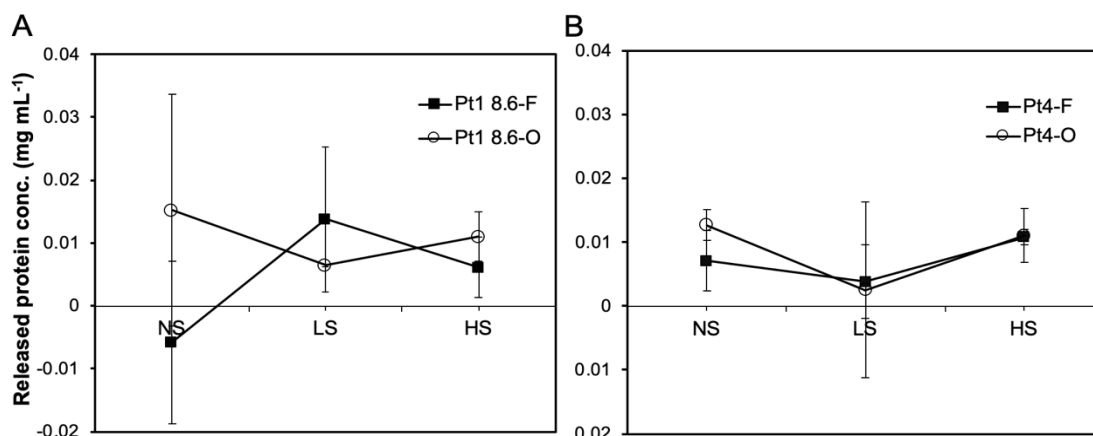 A
B
Released protein conc. (mg mL⁻¹)
0.04
0.03
0.02
0.01
0
-0.01
-0.02
Pt1 8.6-F
Pt1 8.6-O
NS LS HS
0.04
0.03
0.02
0.01
0
0.01
0.02
Pt4-F
Pt4-O
NS LS HS